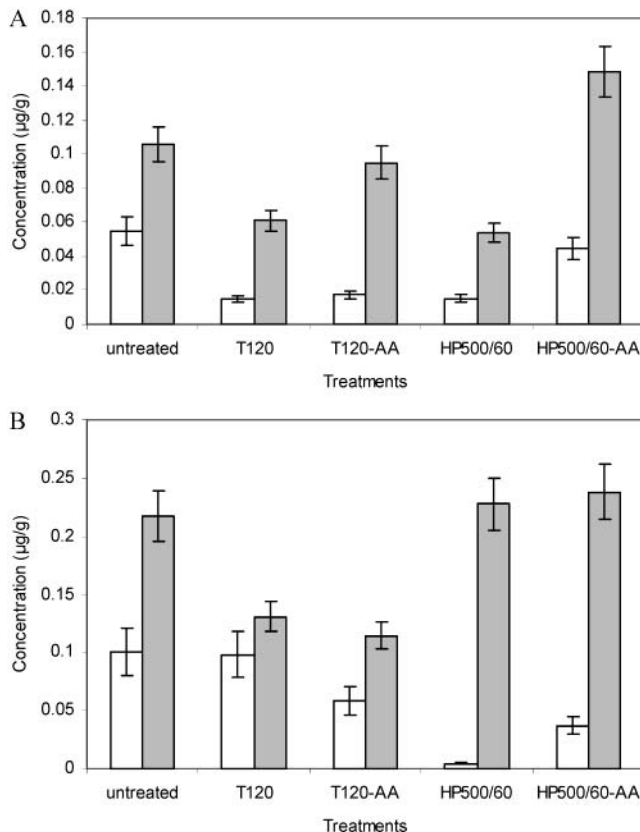 A
0.18
0.16
0.14
0.12
0.1
0.08
0.06
0.04
0.02
0
Concentration (µg/g)
untreated T120 T120-AA HP500/60 HP500/60-AA
Treatments
B
0.3
0.25
0.2
0.15
0.1
0.05
0
Concentration (µg/g)
untreated T120 T120-AA HP500/60 HP500/60-AA
Treatments